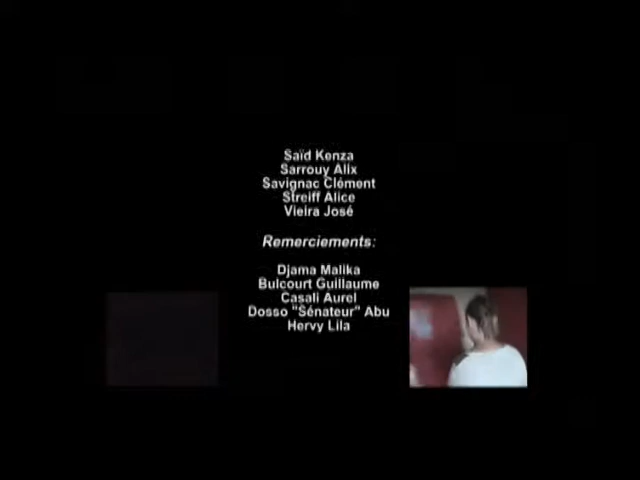 Saïd Kenza
Sarrouy Alix
Savignac Clément
Streiff Alice
Vieira José
Remerciements:
Djama Malika
Bulcourt Guillaume
Casali Aurel
Dosso "Sénateur" Abu
Hervy Lila